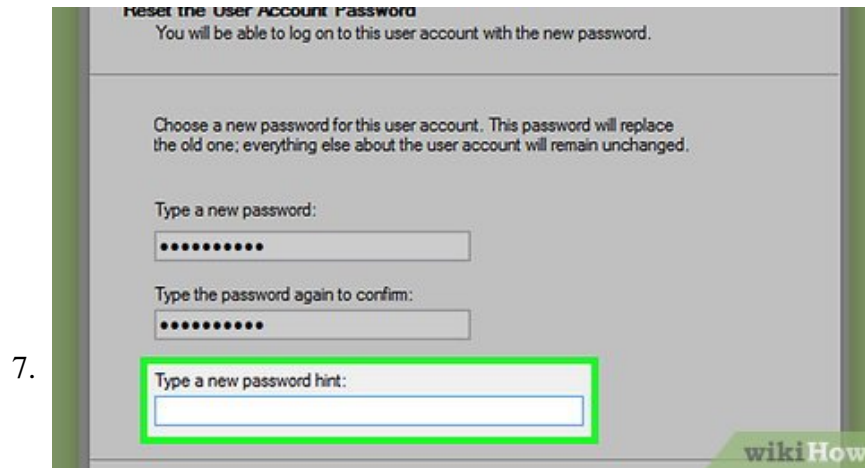 Reset the User Account Password
You will be able to log on to this user account with the new password.
Choose a new password for this user account. This password will replace
the old one; everything else about the user account will remain unchanged.
Type a new password:
••••••••••
Type the password again to confirm:
••••••••••
7.
Type a new password hint:
wikiHow